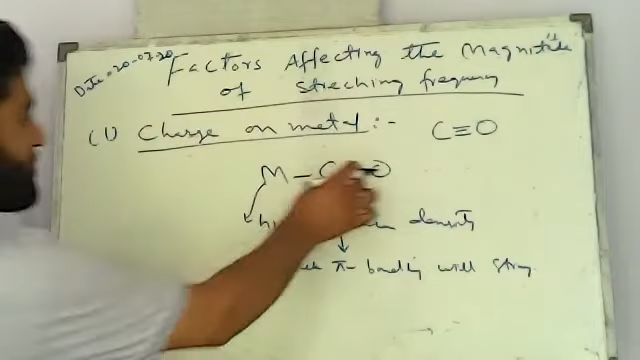 Date = 20-07-20
Factors Affecting the Magnitude
of streching frequency
(1) Charge on metal :- C≡O
M - C O
density
π-bonding will strong